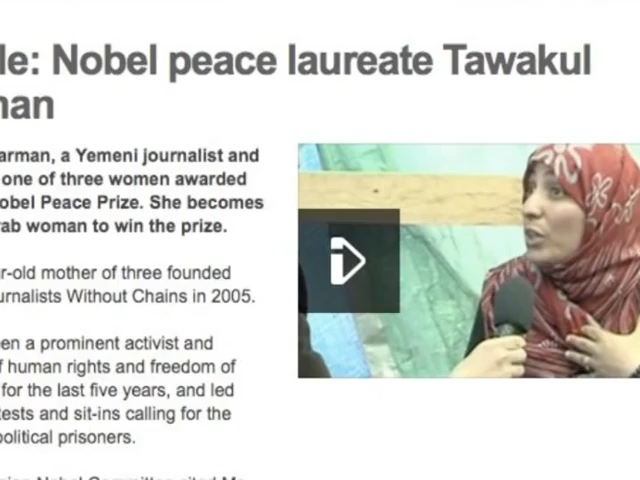 le: Nobel peace laureate Tawakul
man
arman, a Yemeni journalist and
one of three women awarded
obel Peace Prize. She becomes
rab woman to win the prize.
r-old mother of three founded
urnalists Without Chains in 2005.
en a prominent activist and
f human rights and freedom of
for the last five years, and led
tests and sit-ins calling for the
political prisoners.